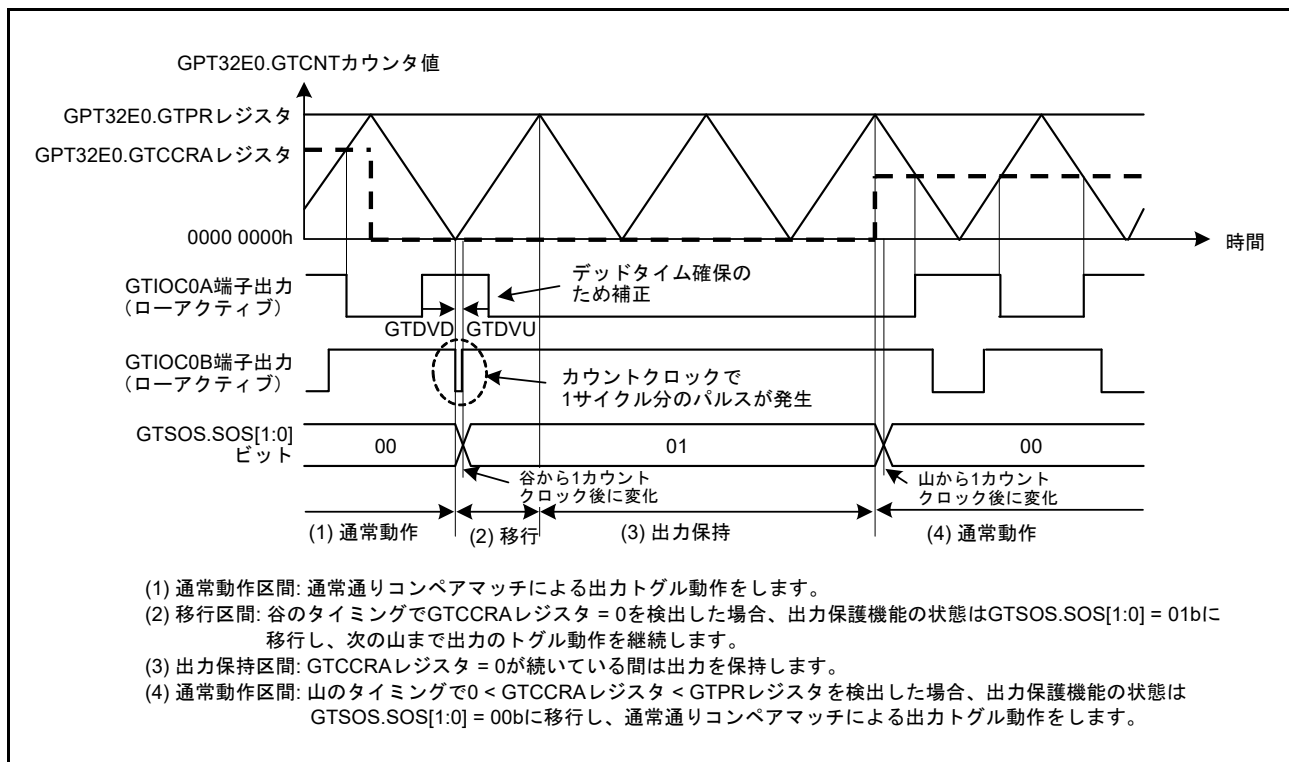 GPT32E0.GTCNTカウンタ値
GPT32E0.GTPRレジスタ
GPT32E0.GTCCRAレジスタ
0000 0000h
時間
GTIOC0A端子出力
（ローアクティブ）
デッドタイム確保の
ため補正
GTDVD
GTDVU
GTIOC0B端子出力
（ローアクティブ）
カウントクロックで
1サイクル分のパルスが発生
GTSOS.SOS[1:0]
ビット
00
01
00
谷から1カウント
クロック後に変化
山から1カウント
クロック後に変化
(1) 通常動作
(2) 移行
(3) 出力保持
(4) 通常動作
(1) 通常動作区間: 通常通りコンペアマッチによる出力トグル動作をします。
(2) 移行区間: 谷のタイミングでGTCCRAレジスタ = 0を検出した場合、出力保護機能の状態はGTSOS.SOS[1:0] = 01bに
移行し、次の山まで出力のトグル動作を継続します。
(3) 出力保持区間: GTCCRAレジスタ = 0が続いている間は出力を保持します。
(4) 通常動作区間: 山のタイミングで0 < GTCCRAレジスタ < GTPRレジスタを検出した場合、出力保護機能の状態は
GTSOS.SOS[1:0] = 00bに移行し、通常通りコンペアマッチによる出力トグル動作をします。